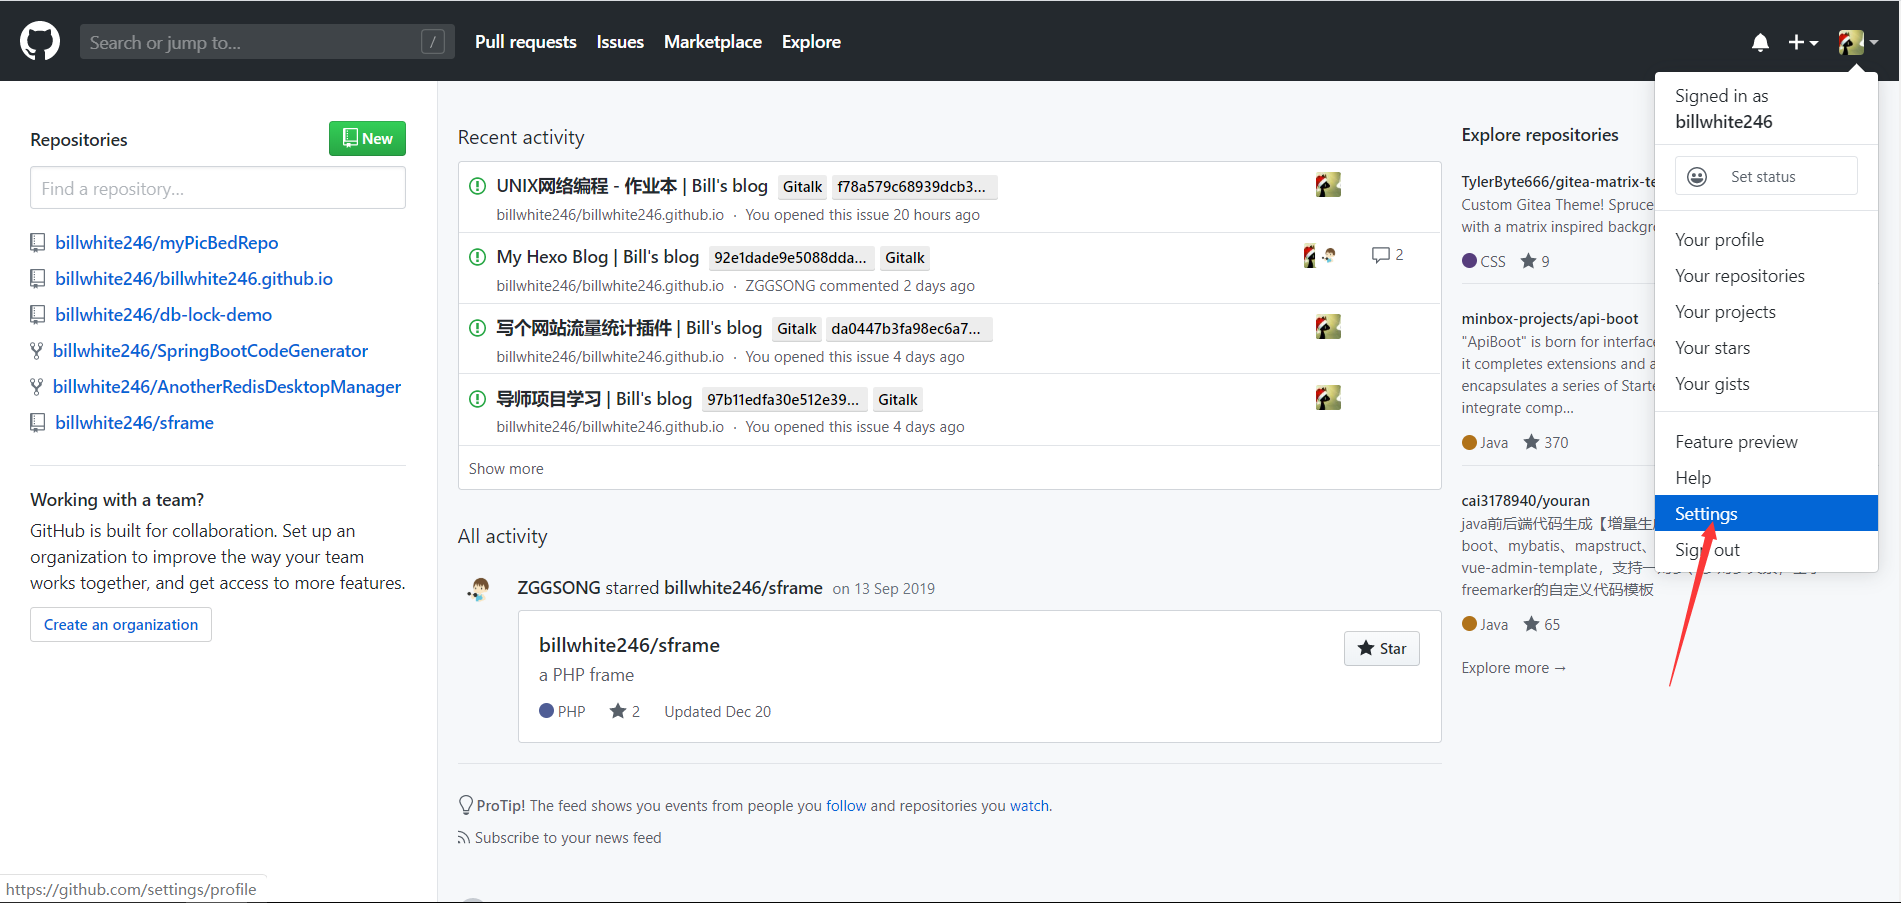 Search or jump to...
/
Pull requests
Issues
Marketplace
Explore
Repositories
New
Find a repository...
billwhite246/myPicBedRepo
billwhite246/billwhite246.github.io
billwhite246/db-lock-demo
billwhite246/SpringBootCodeGenerator
billwhite246/AnotherRedisDesktopManager
billwhite246/sframe
Working with a team?
GitHub is built for collaboration. Set up an
organization to improve the way your team
works together, and get access to more features.
Create an organization
Recent activity
UNIX网络编程 - 作业本 | Bill's blog Gitalk f78a579c68939dcb3...
billwhite246/billwhite246.github.io · You opened this issue 20 hours ago
My Hexo Blog | Bill's blog 92e1dade9e5088dda... Gitalk 2
billwhite246/billwhite246.github.io · ZGGSONG commented 2 days ago
写个网站流量统计插件 | Bill's blog Gitalk da0447b3fa98ec6a7...
billwhite246/billwhite246.github.io · You opened this issue 4 days ago
导师项目学习 | Bill's blog 97b11edfa30e512e39... Gitalk
billwhite246/billwhite246.github.io · You opened this issue 4 days ago
Show more
All activity
ZGGSONG starred billwhite246/sframe on 13 Sep 2019
billwhite246/sframe
Star
a PHP frame
PHP 2 Updated Dec 20
ProTip! The feed shows you events from people you follow and repositories you watch.
Subscribe to your news feed
Explore repositories
TylerByte666/gitea-matrix-te
Custom Gitea Theme! Spruce
with a matrix inspired backgr
CSS 9
minbox-projects/api-boot
"ApiBoot" is born for interfac
it completes extensions and a
encapsulates a series of Starte
integrate comp...
Java 370
cai3178940/youran
java前后端代码生成【增量生
boot、mybatis、mapstruct、
vue-admin-template，支持一
freemarker的自定义代码模板
Java 65
Explore more →
Signed in as
billwhite246
Set status
Your profile
Your repositories
Your projects
Your stars
Your gists
Feature preview
Help
Settings
Sign out
https://github.com/settings/profile